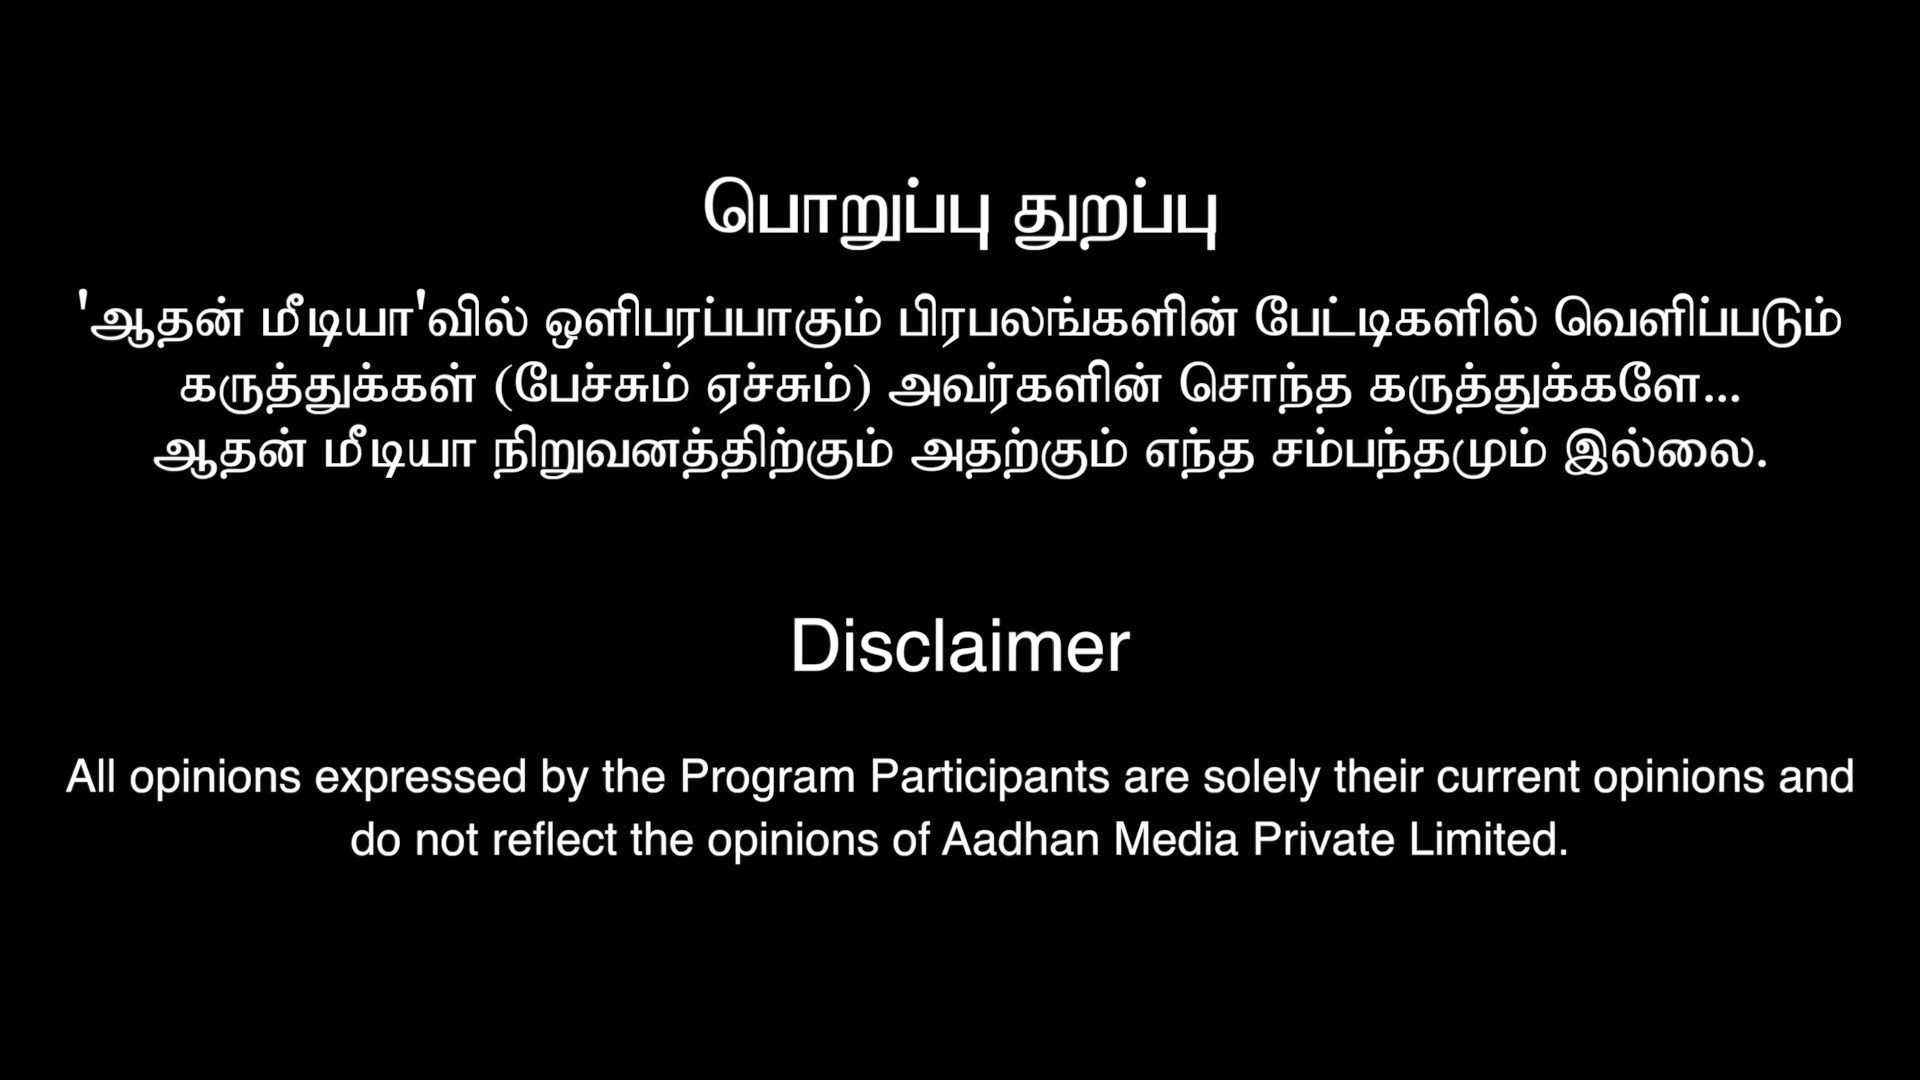 பொறுப்பு துறப்பு
'ஆதன் மீடியா'வில் ஒளிபரப்பாகும் பிரபலங்களின் பேட்டிகளில் வெளிப்படும்
கருத்துக்கள் (பேச்சும் ஏச்சும்) அவர்களின் சொந்த கருத்துக்களே...
ஆதன் மீடியா நிறுவனத்திற்கும் அதற்கும் எந்த சம்பந்தமும் இல்லை.
Disclaimer
All opinions expressed by the Program Participants are solely their current opinions and
do not reflect the opinions of Aadhan Media Private Limited.